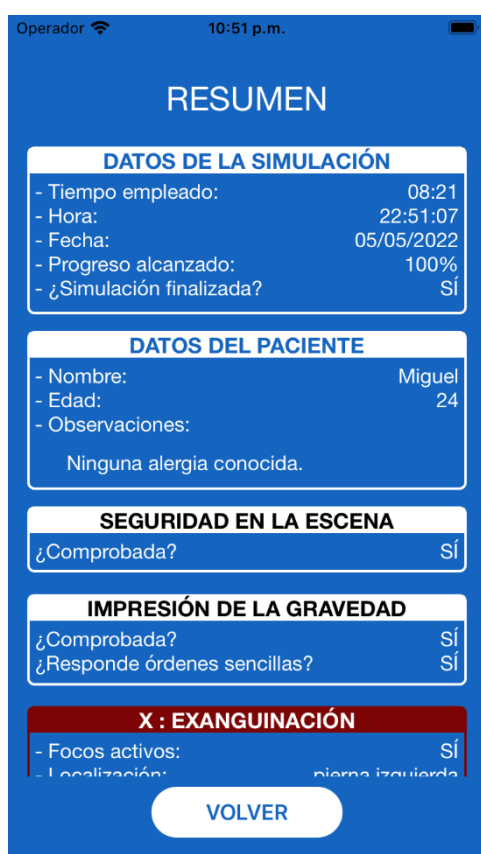 Operador 10:51 p.m.
RESUMEN
DATOS DE LA SIMULACIÓN
- Tiempo empleado: 08:21
- Hora: 22:51:07
- Fecha: 05/05/2022
- Progreso alcanzado: 100%
- ¿Simulación finalizada? SÍ
DATOS DEL PACIENTE
- Nombre: Miguel
- Edad: 24
- Observaciones:
Ninguna alergia conocida.
SEGURIDAD EN LA ESCENA
¿Comprobada? SÍ
IMPRESIÓN DE LA GRAVEDAD
¿Comprobada? SÍ
¿Responde órdenes sencillas? SÍ
X : EXANGUINACIÓN
- Focos activos: SÍ
- Localización: pierna izquierda
VOLVER